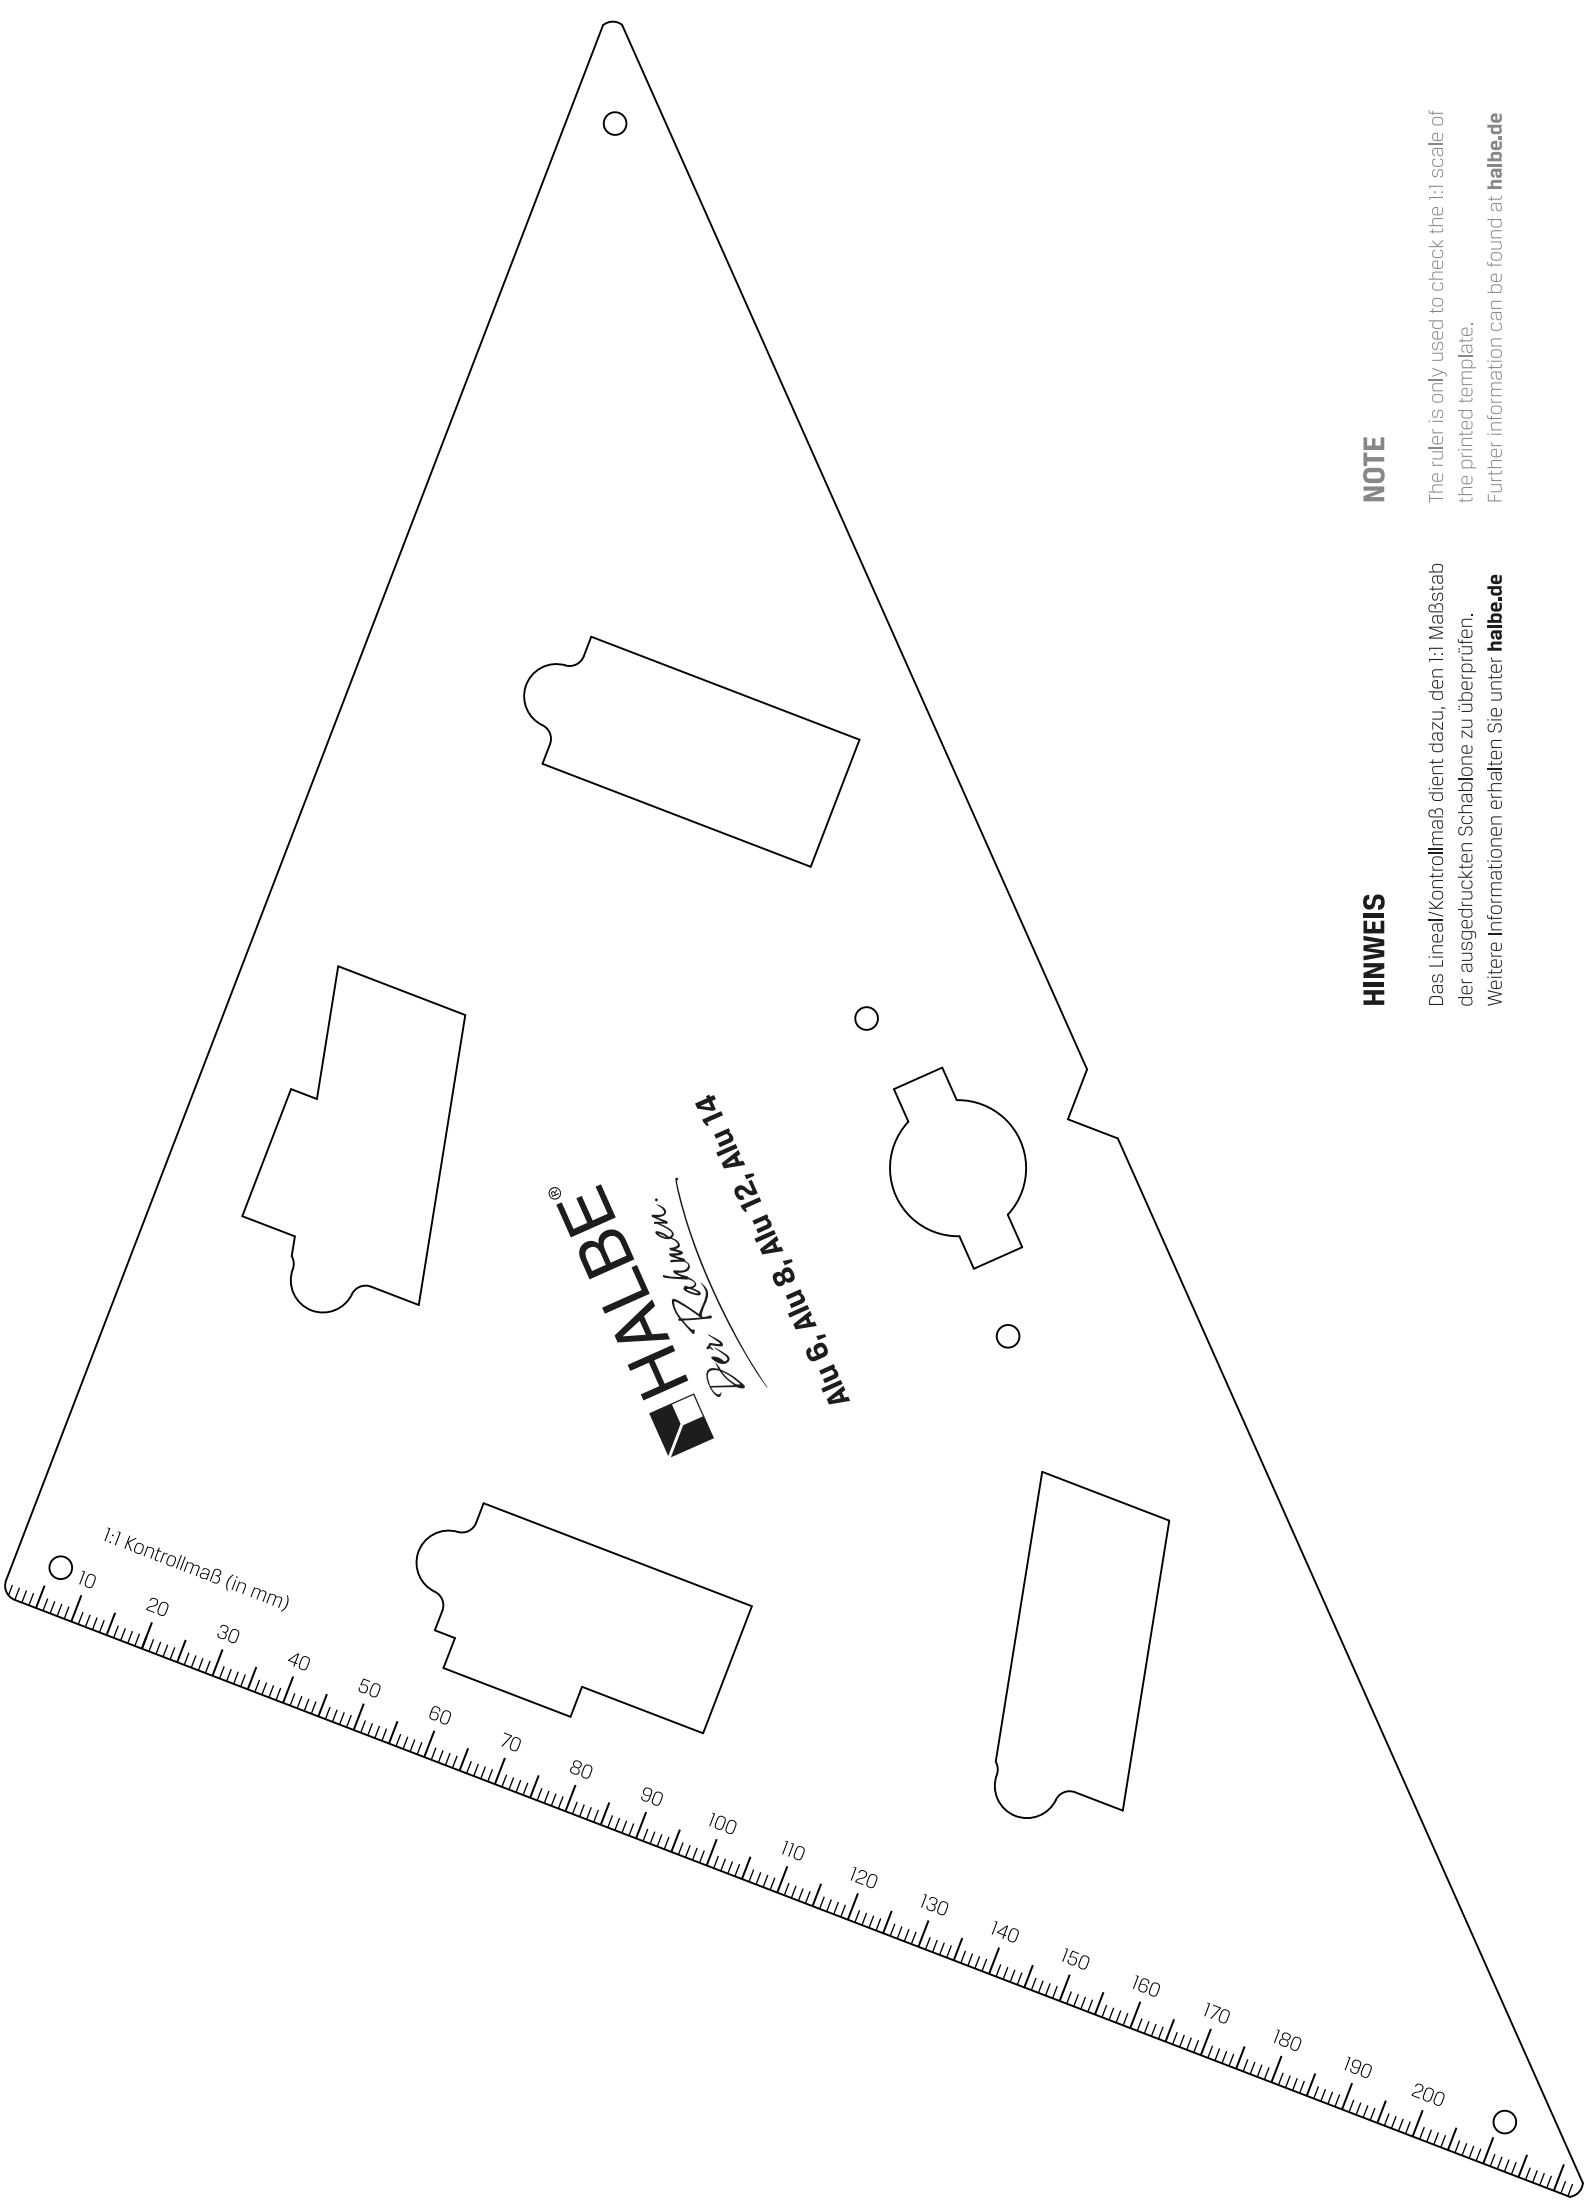 HALBE®
Der Rahmen.
Alu 6, Alu 8, Alu 12, Alu 14
1:1 Kontrollmaß (in mm)
10
20
30
40
50
60
70
80
90
100
110
120
130
140
150
160
170
180
190
200
HINWEIS
Das Lineal/Kontrollmaß dient dazu, den 1:1 Maßstab
der ausgedruckten Schablone zu überprüfen.
Weitere Informationen erhalten Sie unter halbe.de
NOTE
The ruler is only used to check the 1:1 scale of
the printed template.
Further information can be found at halbe.de